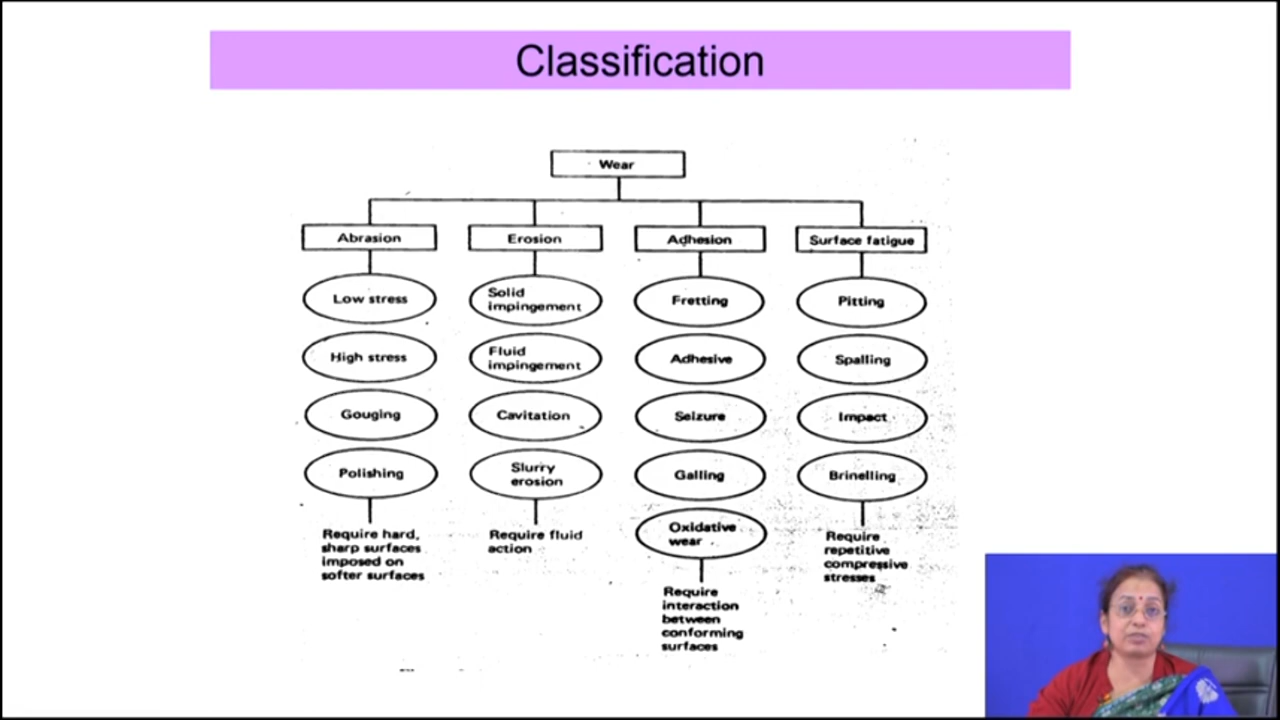 Classification
Wear
Abrasion
Erosion
Adhesion
Surface fatigue
Low stress
High stress
Gouging
Polishing
Require hard,
sharp surfaces
imposed on
softer surfaces
Solid
impingement
Fluid
impingement
Cavitation
Slurry
erosion
Require fluid
action
Fretting
Adhesive
Seizure
Galling
Oxidative
wear
Require
interaction
between
conforming
surfaces
Pitting
Spalling
Impact
Brinelling
Require
repetitive
compressive
stresses